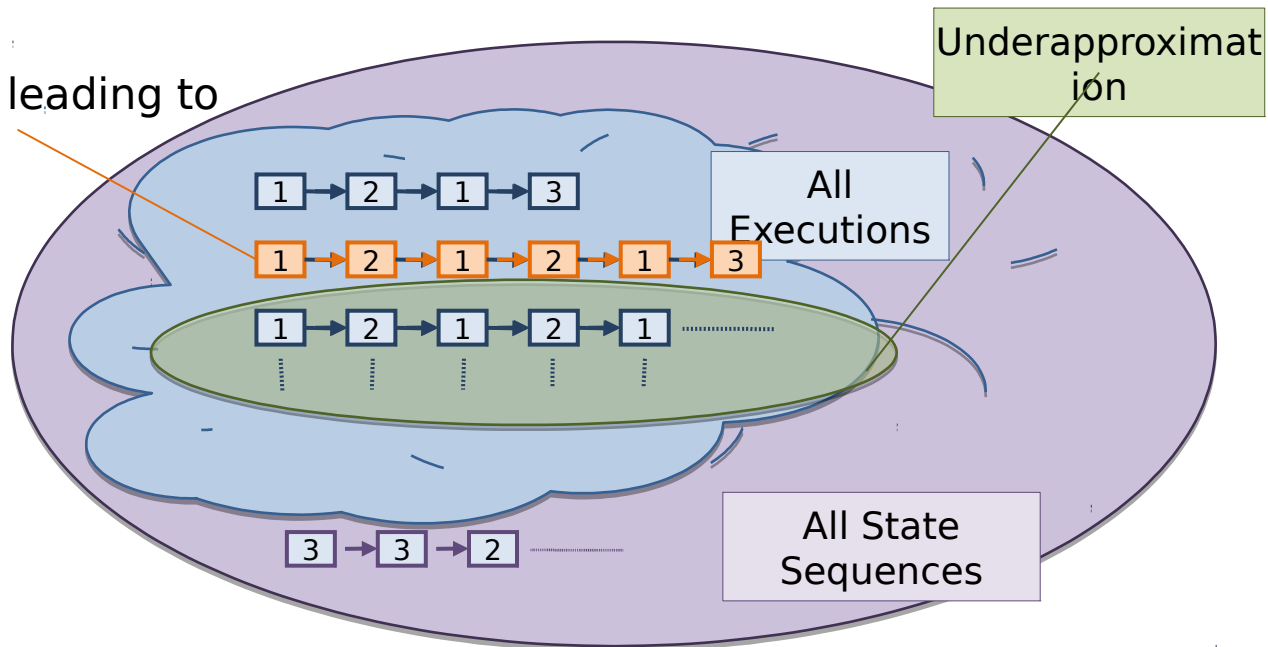 Underapproximat
ion
leading to
All
Executions
1 2 1 3
1 2 1 2 1 3
1 2 1 2 1
All State
Sequences
3 3 2